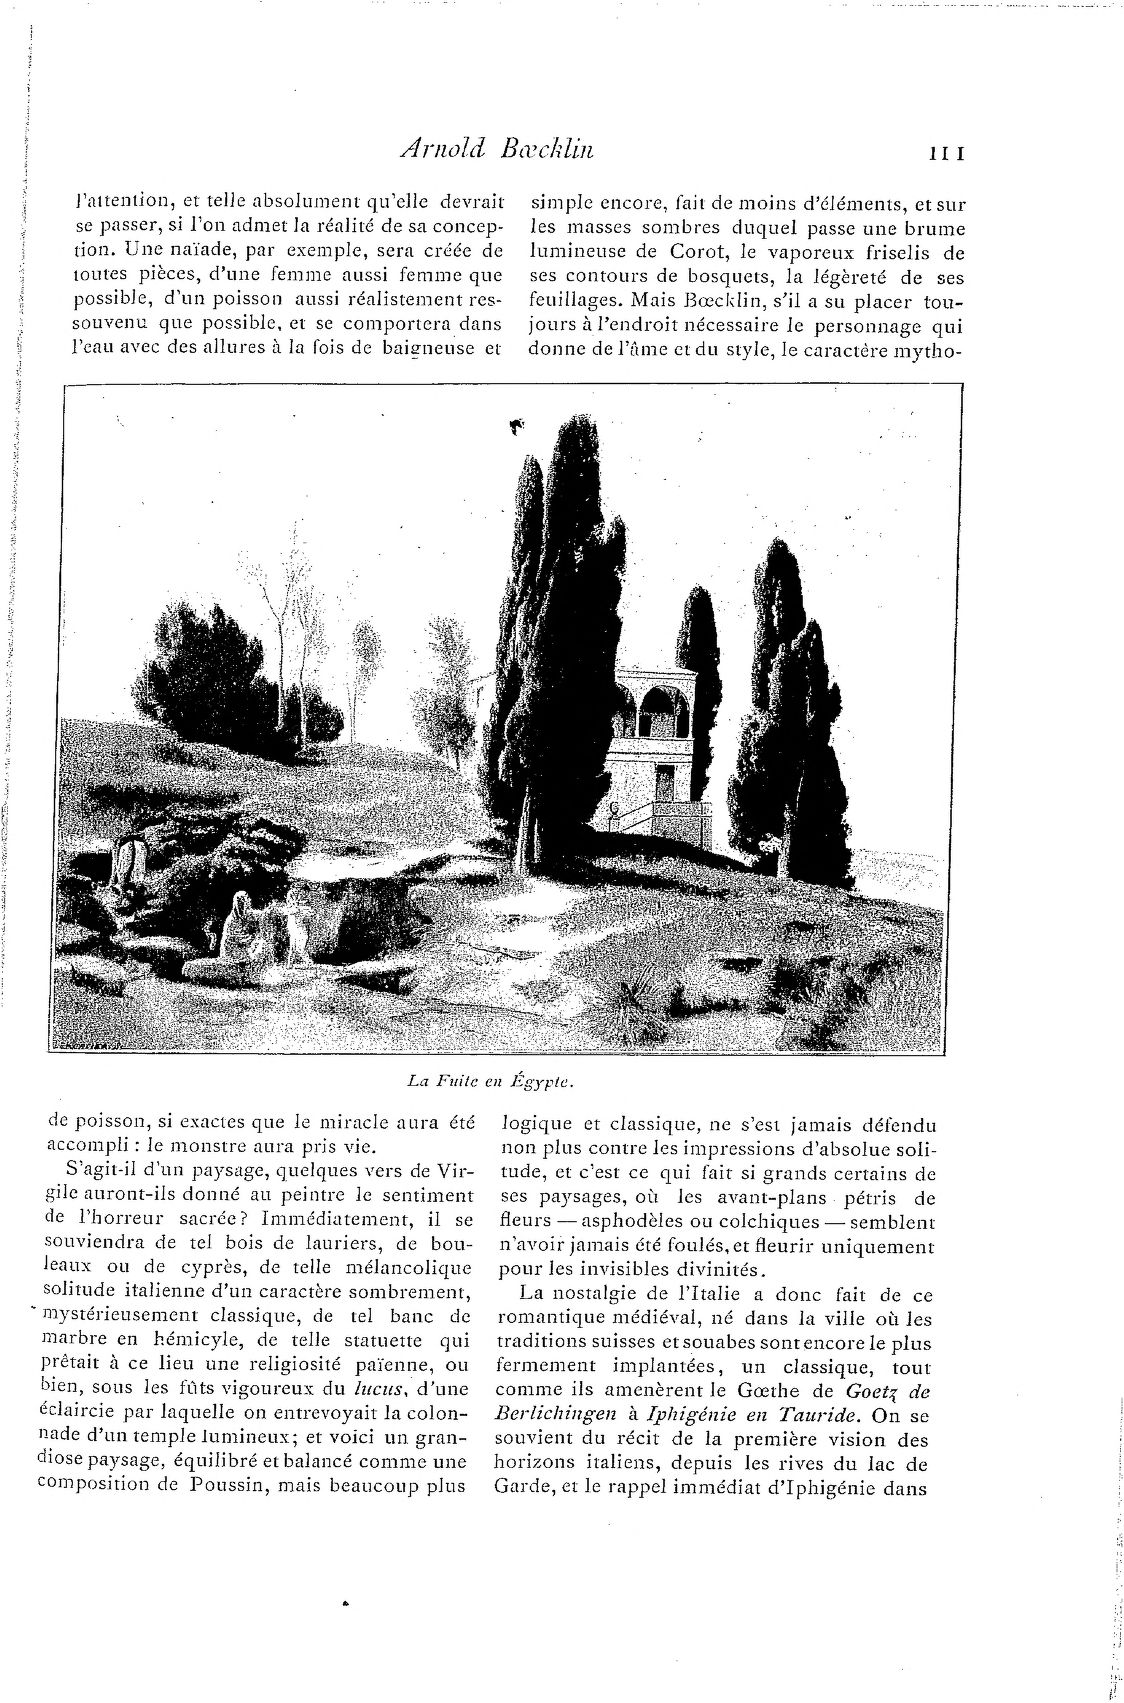 Arnold Bœcklin
111
l'attention, et telle absolument qu'elle devrait
se passer, si l'on admet la réalité de sa concep-
tion. Une naïade, par exemple, sera créée de
toutes pièces, d'une femme aussi femme que
possible, d'un poisson aussi réalistement res-
souvenu que possible, et se comportera dans
l'eau avec des allures à la fois de baigneuse et
de poisson, si exactes que le miracle aura été
accompli : le monstre aura pris vie.
S'agit-il d'un paysage, quelques vers de Vir-
gile auront-ils donné au peintre le sentiment
de l'horreur sacrée? Immédiatement, il se
souviendra de tel bois de lauriers, de bou-
leaux ou de cyprès, de telle mélancolique
solitude italienne d'un caractère sombrement,
mystérieusement classique, de tel banc de
marbre en hémicyle, de telle statuette qui
prêtait à ce lieu une religiosité païenne, ou
bien, sous les fûts vigoureux du lucus, d'une
éclaircie par laquelle on entrevoyait la colon-
nade d'un temple lumineux; et voici un gran-
diose paysage, équilibré et balancé comme une
composition de Poussin, mais beaucoup plus
simple encore, fait de moins d'éléments, et sur
les masses sombres duquel passe une brume
lumineuse de Corot, le vaporeux friselis de
ses contours de bosquets, la légèreté de ses
feuillages. Mais Bœcklin, s'il a su placer tou-
jours à l'endroit nécessaire le personnage qui
donne de l'âme et du style, le caractère mytho-
logique et classique, ne s'est jamais défendu
non plus contre les impressions d'absolue soli-
tude, et c'est ce qui fait si grands certains de
ses paysages, où les avant-plans pétris de
fleurs — asphodèles ou colchiques — semblent
n'avoir jamais été foulés, et fleurir uniquement
pour les invisibles divinités.
La nostalgie de l'Italie a donc fait de ce
romantique médiéval, né dans la ville où les
traditions suisses et souabes sont encore le plus
fermement implantées, un classique, tout
comme ils amenèrent le Gœthe de Goetz de
Berlichingen à Iphigénie en Tauride. On se
souvient du récit de la première vision des
horizons italiens, depuis les rives du lac de
Garde, et le rappel immédiat d'Iphigénie dans
La Fuite en Égypte.